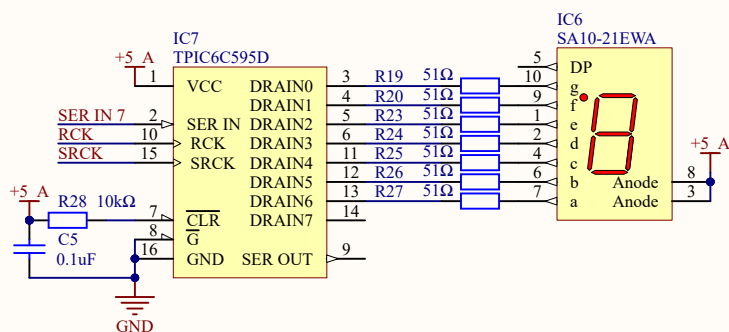 IC7
TPIC6C595D
IC6
SA10-21EWA
+5_A
1 VCC DRAIN0 3 R19 51Ω 10 g
DRAIN1 4 R20 51Ω 9 f
SER IN 7 2 SER IN DRAIN2 5 R23 51Ω 1 e
RCK 10 RCK DRAIN3 6 R24 51Ω 2 d
SRCK 15 SRCK DRAIN4 11 R25 51Ω 4 c
DRAIN5 12 R26 51Ω 6 b
DRAIN6 13 R27 51Ω 7 a
5 DP
+5_A
Anode 8
Anode 3
+5_A
R28 10kΩ 7 CLR DRAIN7 14
C5
0.1uF
8 G
16 GND SER OUT 9
GND